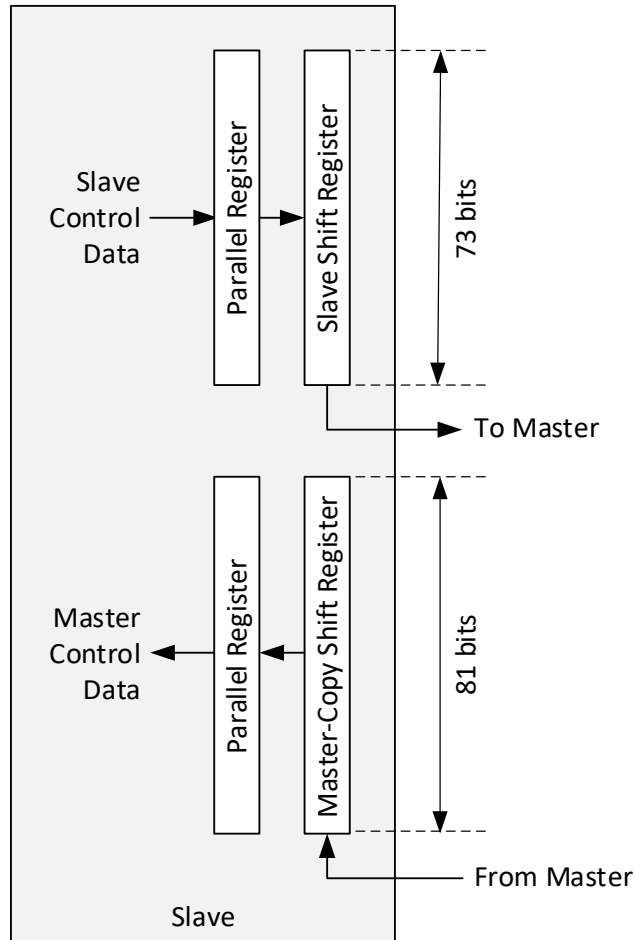 Slave
Control
Data
Parallel Register
Slave Shift Register
73 bits
To Master
Master
Control
Data
Parallel Register
Master-Copy Shift Register
81 bits
From Master
Slave